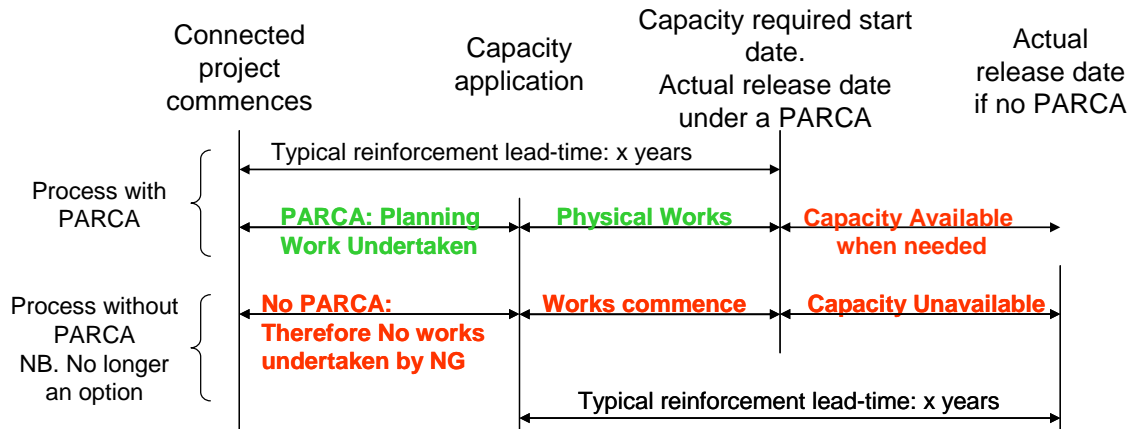 Connected
project
commences
Capacity
application
Capacity required start
date.
Actual release date
under a PARCA
Actual
release date
if no PARCA
Typical reinforcement lead-time: x years
Process with
PARCA
PARCA: Planning
Work Undertaken
Physical Works
Capacity Available
when needed
Process without
PARCA
NB. No longer
an option
No PARCA:
Therefore No works
undertaken by NG
Works commence
Capacity Unavailable
Typical reinforcement lead-time: x years